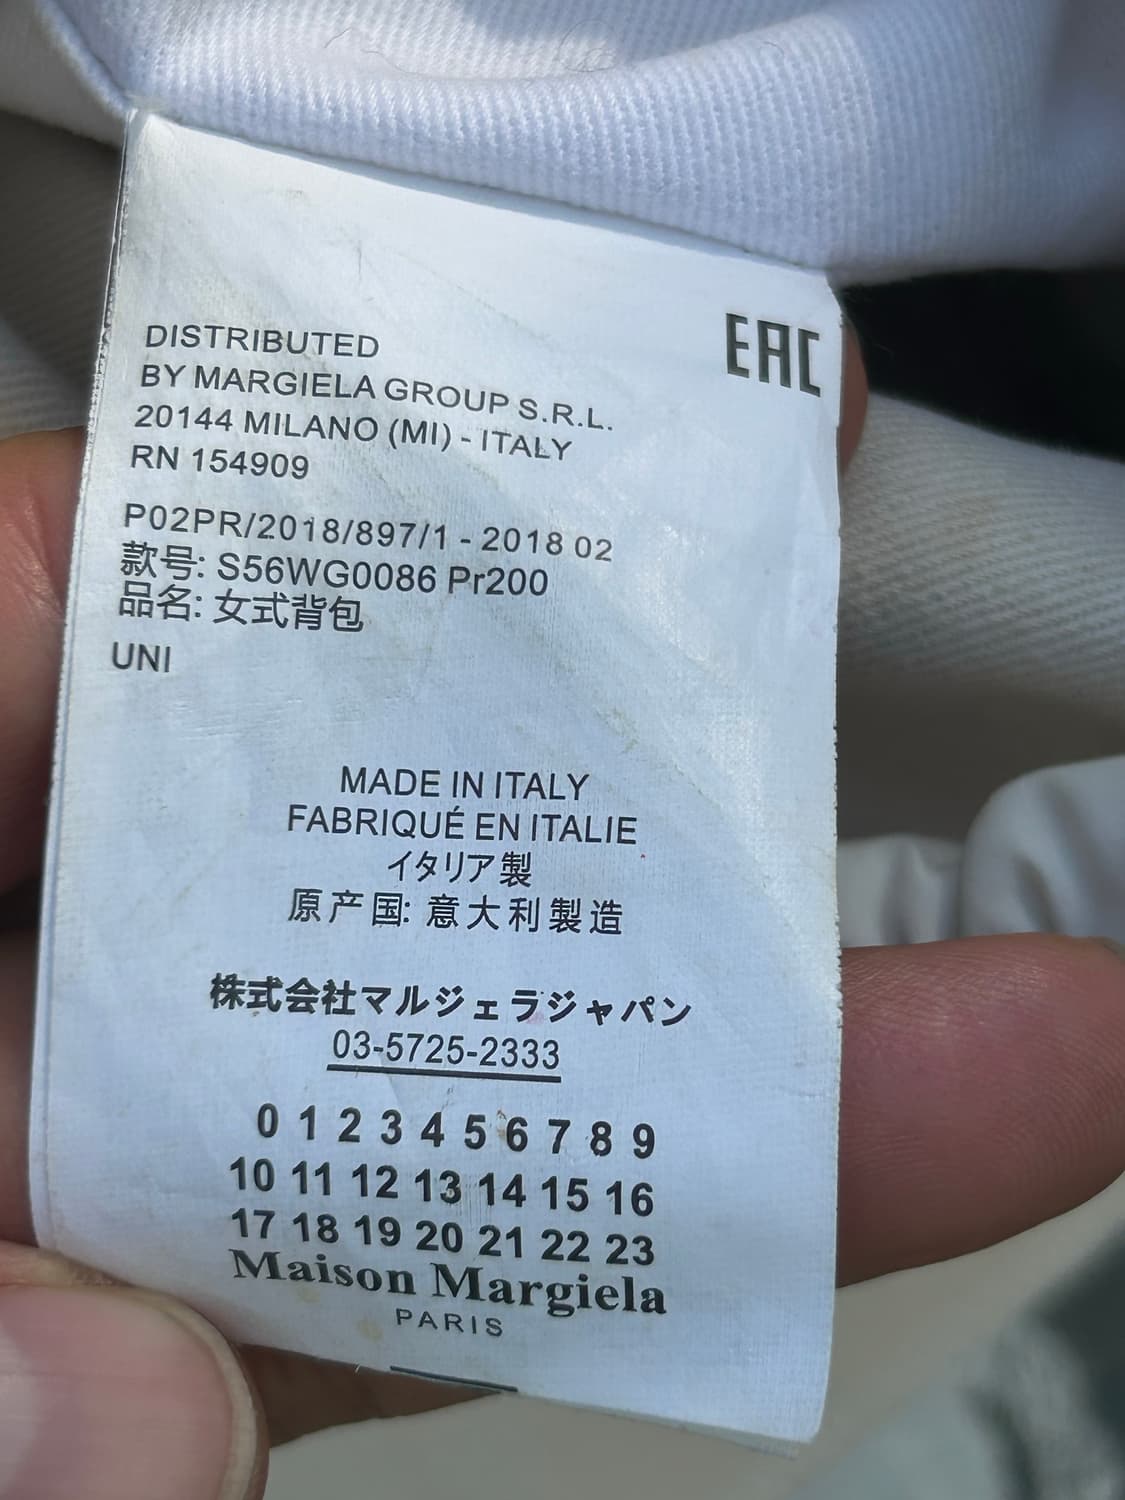 EAC
DISTRIBUTED
BY MARGIELA GROUP S.R.L.
20144 MILANO (MI) - ITALY
RN 154909
P02PR/2018/897/1 - 2018 02
款号: S56WG0086 Pr200
品名: 女式背包
UNI
MADE IN ITALY
FABRIQUÉ EN ITALIE
イタリア製
原产国: 意大利製造
株式会社マルジェラジャパン
03-5725-2333
0 1 2 3 4 5 6 7 8 9
10 11 12 13 14 15 16
17 18 19 20 21 22 23
Maison Margiela
PARIS